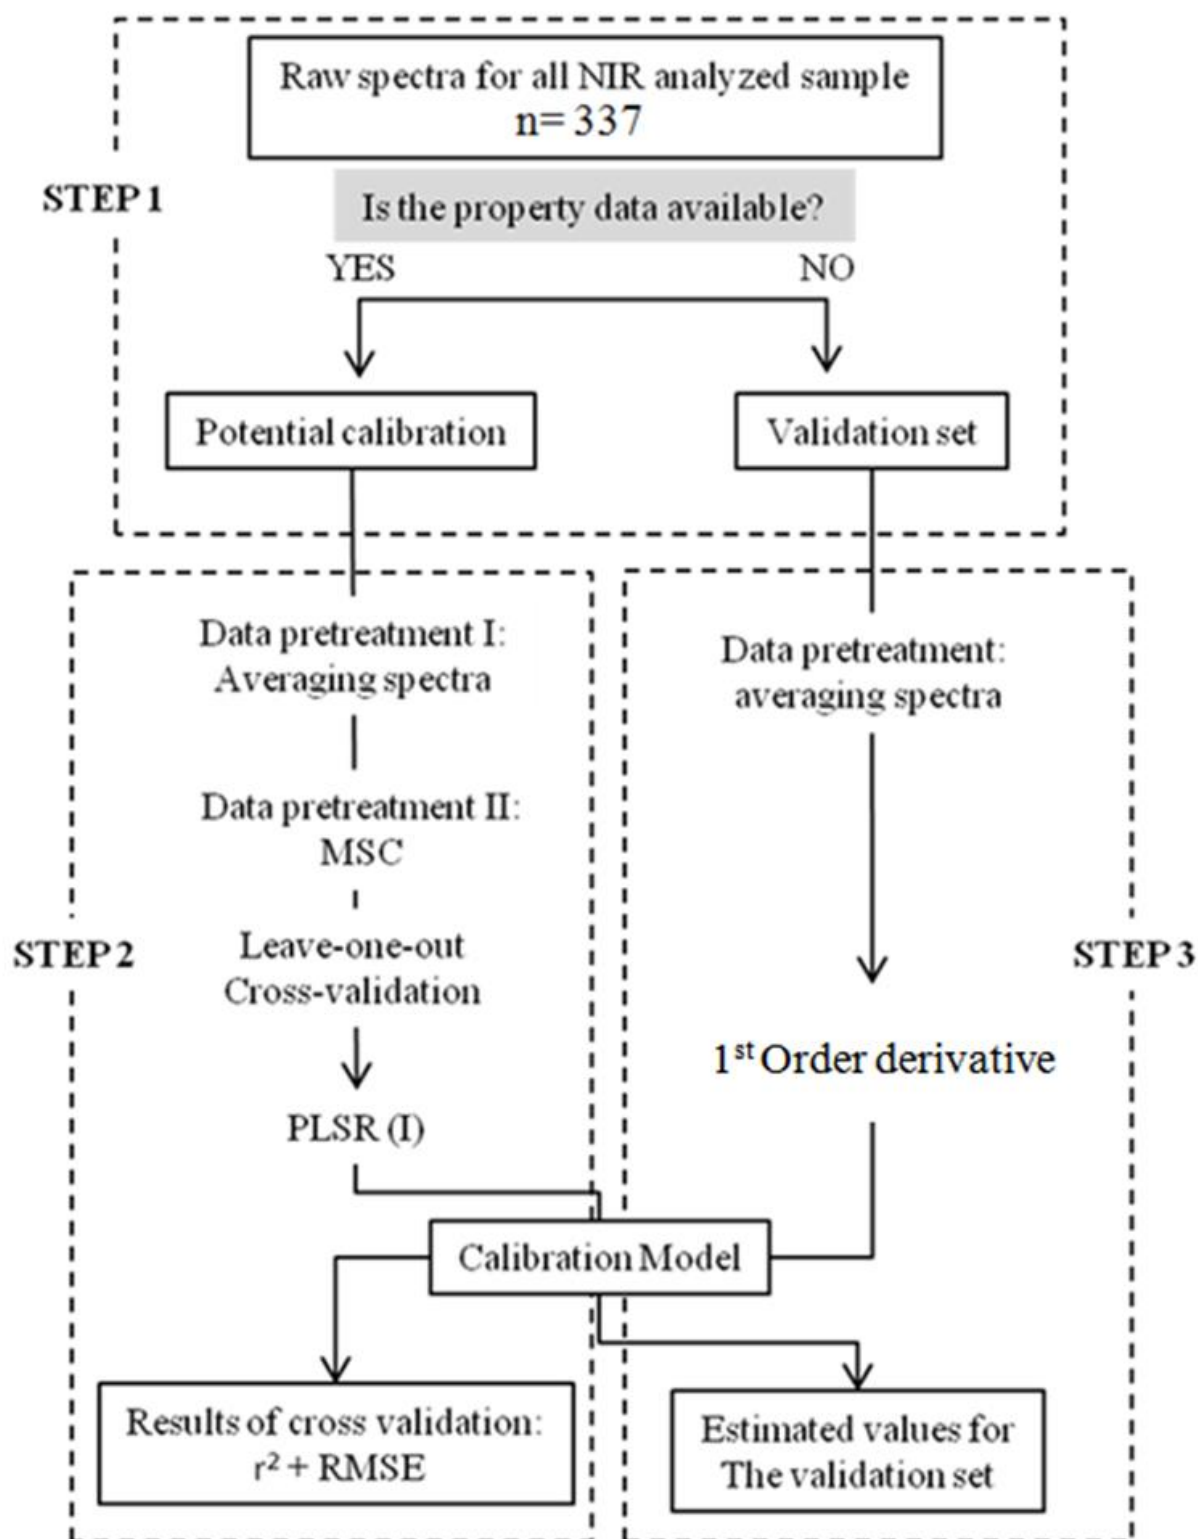 Raw spectra for all NIR analyzed sample
n= 337
STEP 1
Is the property data available?
YES
NO
Potential calibration
Validation set
Data pretreatment I:
Averaging spectra
Data pretreatment II:
MSC
Leave-one-out
Cross-validation
PLSR (I)
STEP 2
Data pretreatment:
averaging spectra
STEP 3
1st Order derivative
Calibration Model
Results of cross validation:
r² + RMSE
Estimated values for
The validation set